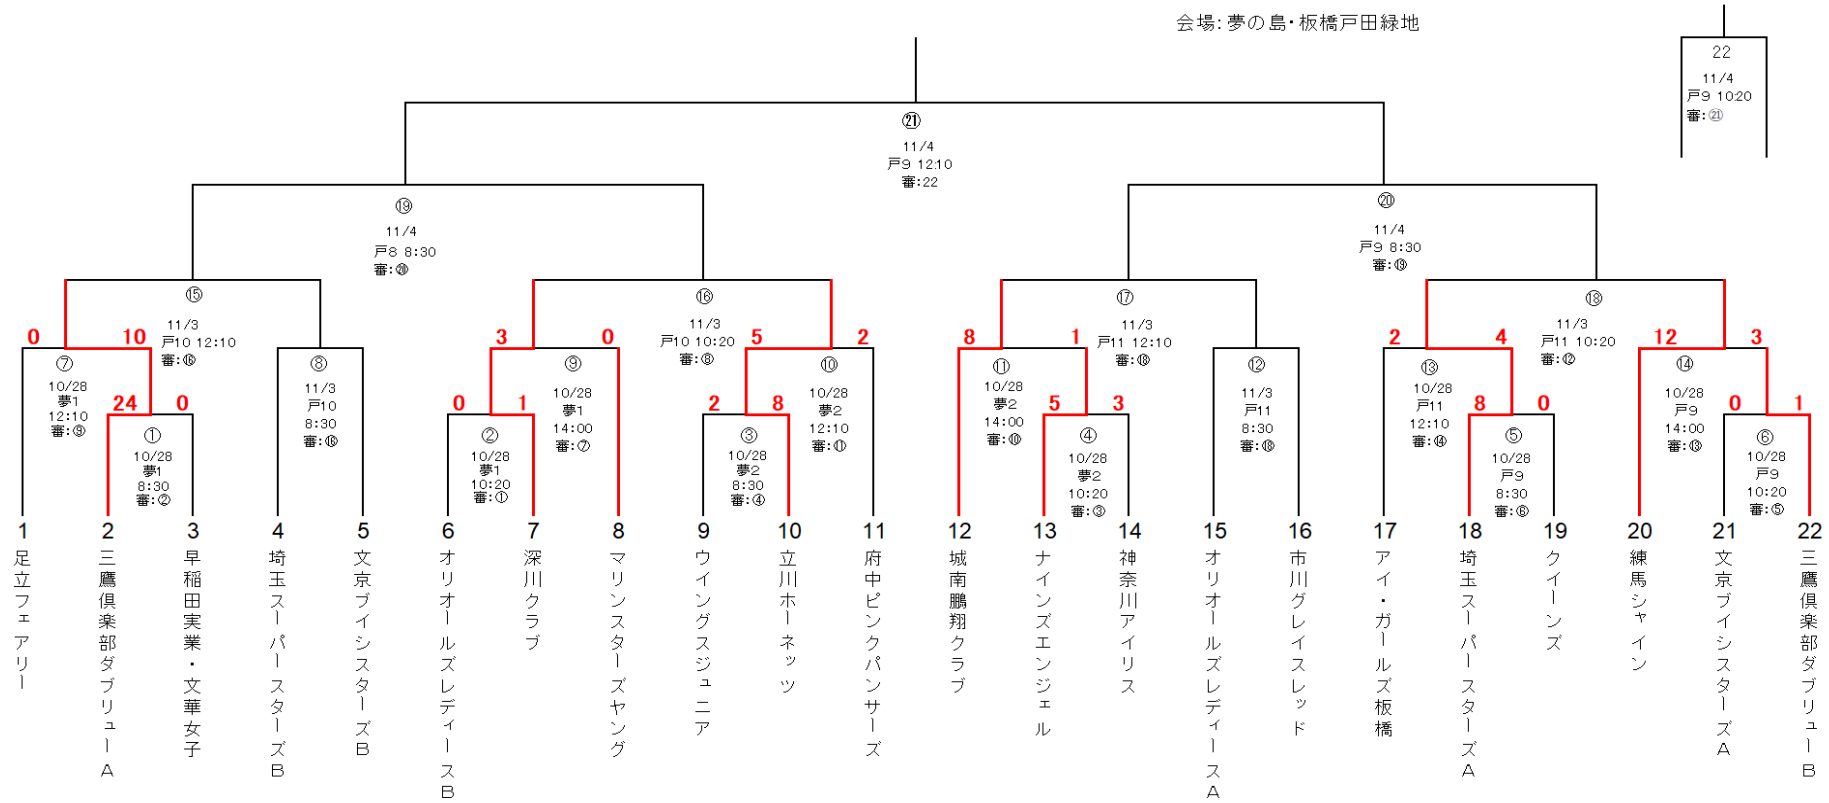 会場:夢の島・板橋戸田緑地
22
11/4
戸9 10:20
審:㉑
㉑
11/4
戸9 12:10
審:22
⑲
11/4
戸8 8:30
審:⑳
⑳
11/4
戸9 8:30
審:⑲
⑮
11/3
戸10 12:10
審:⑯
⑯
11/3
戸10 10:20
審:⑧
⑰
11/3
戸11 12:10
審:⑱
⑱
11/3
戸11 10:20
審:⑫
0 10
⑦
10/28
夢1
12:10
審:⑨
⑧
11/3
戸10
8:30
審:⑯
3 0
⑨
10/28
夢1
14:00
審:⑦
5 2
⑩
10/28
夢2
12:10
審:⑪
8 1
⑪
10/28
夢2
14:00
審:⑩
⑫
11/3
戸11
8:30
審:⑱
2 4
⑬
10/28
戸11
12:10
審:⑭
12 3
⑭
10/28
戸9
14:00
審:⑬
24 0
①
10/28
夢1
8:30
審:②
0 1
②
10/28
夢1
10:20
審:①
2 8
③
10/28
夢2
8:30
審:④
5 3
④
10/28
夢2
10:20
審:③
8 0
⑤
10/28
戸9
8:30
審:⑥
0 1
⑥
10/28
戸9
10:20
審:⑤
1
足立フェアリー
2
三鷹倶楽部ダブリューA
3
早稲田実業・文華女子
4
埼玉スーパースターズB
5
文京ブイシスターズB
6
オリオールズレディースB
7
深川クラブ
8
マリンスターズヤング
9
ウイングスジュニア
10
立川ホーネッツ
11
府中ピンクパンサーズ
12
城南鵬翔クラブ
13
ナインズエンジェル
14
神奈川アイリス
15
オリオールズレディースA
16
市川グレイスレッド
17
アイ・ガールズ板橋
18
埼玉スーパースターズA
19
クイーンズ
20
練馬シャイン
21
文京ブイシスターズA
22
三鷹倶楽部ダブリューB